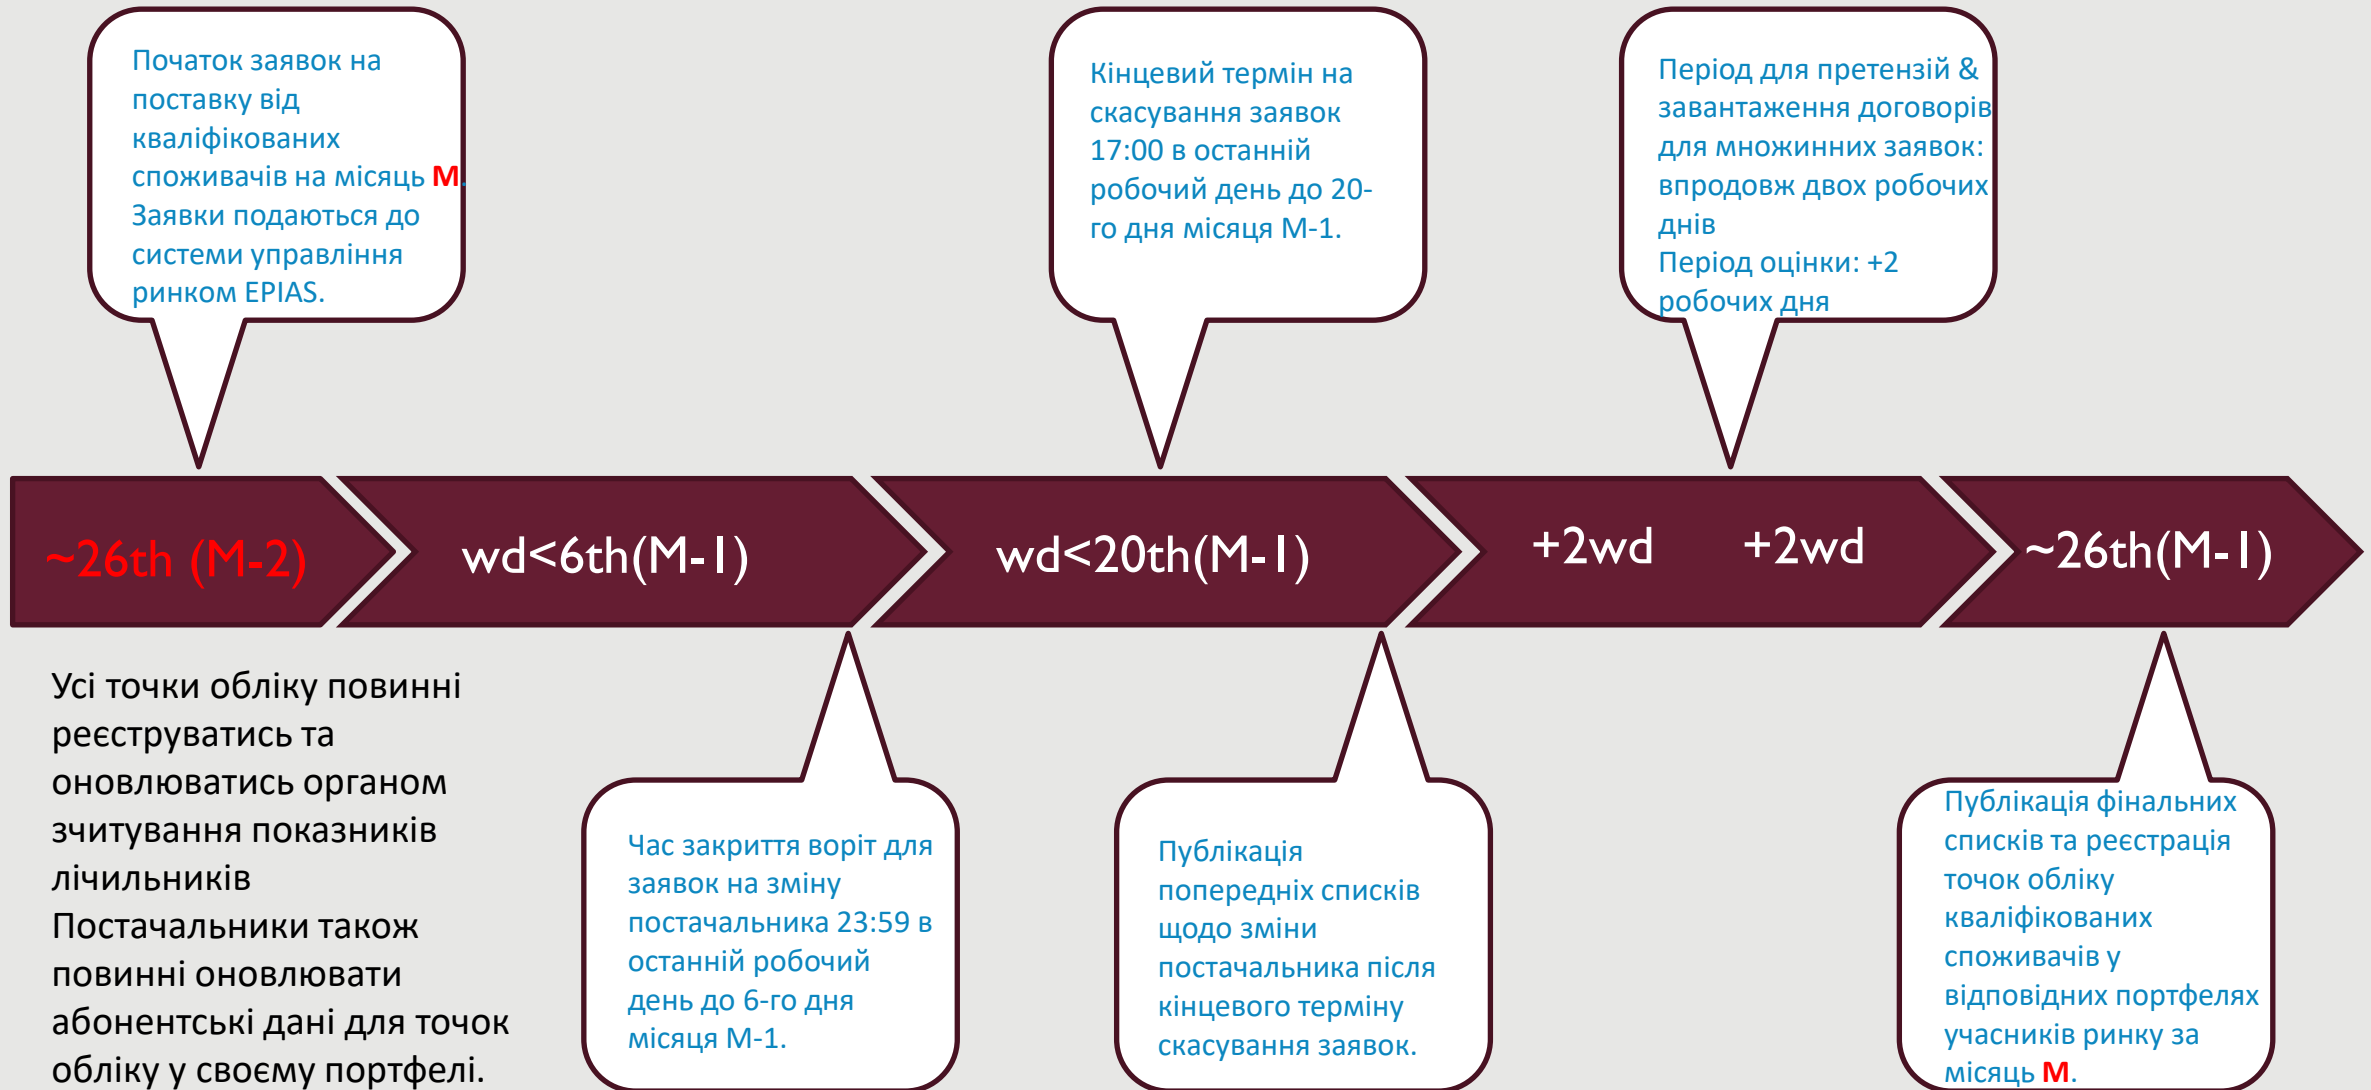 Початок заявок на
поставку від
кваліфікованих
споживачів на місяць М.
Заявки подаються до
системи управління
ринком EPIAS.
Кінцевий термін на
скасування заявок
17:00 в останній
робочий день до 20-
го дня місяця М-1.
Період для претензій &
завантаження договорів
для множинних заявок:
впродовж двох робочих
днів
Період оцінки: +2
робочих дня
~26th (M-2)
wd<6th(M-1)
wd<20th(M-1)
+2wd +2wd
~26th(M-1)
Усі точки обліку повинні
реєструватись та
оновлюватись органом
зчитування показників
лічильників
Постачальники також
повинні оновлювати
абонентські дані для точок
обліку у своєму портфелі.
Час закриття воріт для
заявок на зміну
постачальника 23:59 в
останній робочий
день до 6-го дня
місяця М-1.
Публікація
попередніх списків
щодо зміни
постачальника після
кінцевого терміну
скасування заявок.
Публікація фінальних
списків та реєстрація
точок обліку
кваліфікованих
споживачів у
відповідних портфелях
учасників ринку за
місяць М.